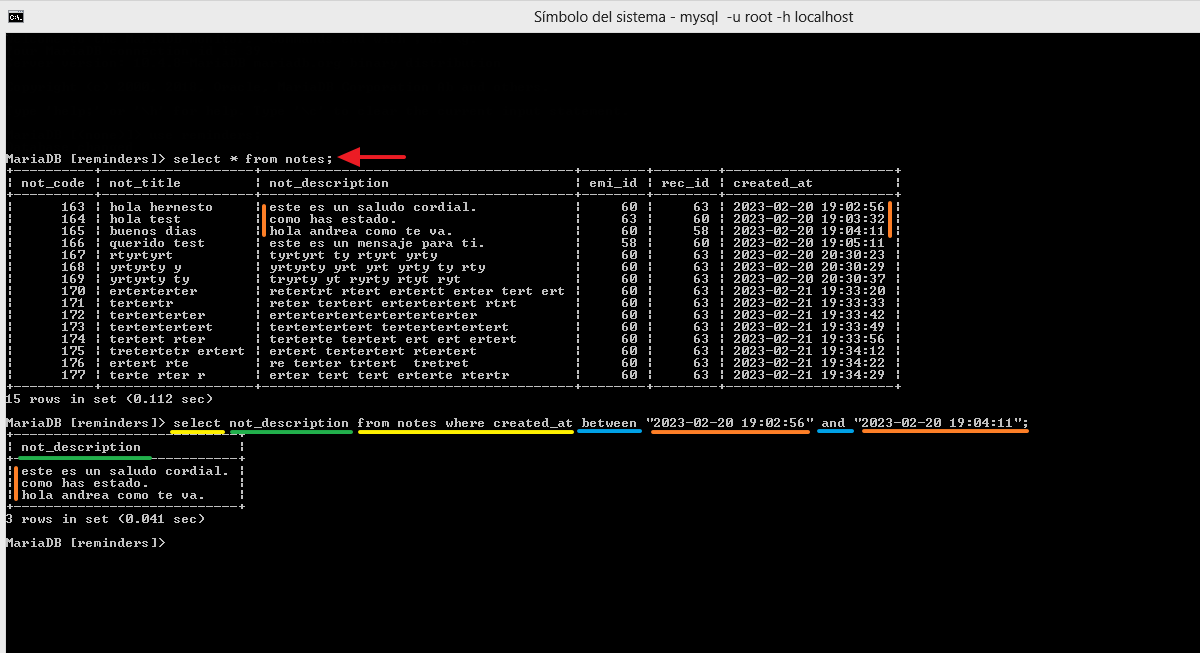 Símbolo del sistema - mysql -u root -h localhost
MariaDB [reminders]> select * from notes;
| not_code | not_title | not_description | emi_id | rec_id | created_at |
| 163 | hola hernesto | este es un saludo cordial. | 60 | 63 | 2023-02-20 19:02:56 |
| 164 | hola test | como has estado. | 63 | 60 | 2023-02-20 19:03:32 |
| 165 | buenos dias | hola andrea como te va. | 60 | 58 | 2023-02-20 19:04:11 |
| 166 | querido test | este es un mensaje para ti. | 58 | 60 | 2023-02-20 19:05:11 |
| 167 | rtyrtyrt | tyrtyrt ty rtyrt yrty | 60 | 63 | 2023-02-20 20:30:23 |
| 168 | yrtyrty y | yrtyrty yrt yrt yrty ty rty | 60 | 63 | 2023-02-20 20:30:29 |
| 169 | yrtyrty ty | tryrty yt ryrty rtyt ryt | 60 | 63 | 2023-02-20 20:30:37 |
| 170 | erterterter | retertrt rtert ertertt erter tert ert | 60 | 63 | 2023-02-21 19:33:20 |
| 171 | tertertr | reter tertert ertertertert rtrt | 60 | 63 | 2023-02-21 19:33:33 |
| 172 | terterterter | erterterterterterterterter | 60 | 63 | 2023-02-21 19:33:42 |
| 173 | tertertertert | tertertertert tertertertertert | 60 | 63 | 2023-02-21 19:33:49 |
| 174 | tertert rter | terterte tertert ert ert ertert | 60 | 63 | 2023-02-21 19:33:56 |
| 175 | tretertetr ertert | ertert tertertert rtertert | 60 | 63 | 2023-02-21 19:34:12 |
| 176 | ertert rte | re terter trtert tretret | 60 | 63 | 2023-02-21 19:34:22 |
| 177 | terte rter r | erter tert tert erterte rtertr | 60 | 63 | 2023-02-21 19:34:29 |
15 rows in set (0.112 sec)
MariaDB [reminders]> select not_description from notes where created_at between "2023-02-20 19:02:56" and "2023-02-20 19:04:11";
| not_description |
| este es un saludo cordial. |
| como has estado. |
| hola andrea como te va. |
3 rows in set (0.041 sec)
MariaDB [reminders]>